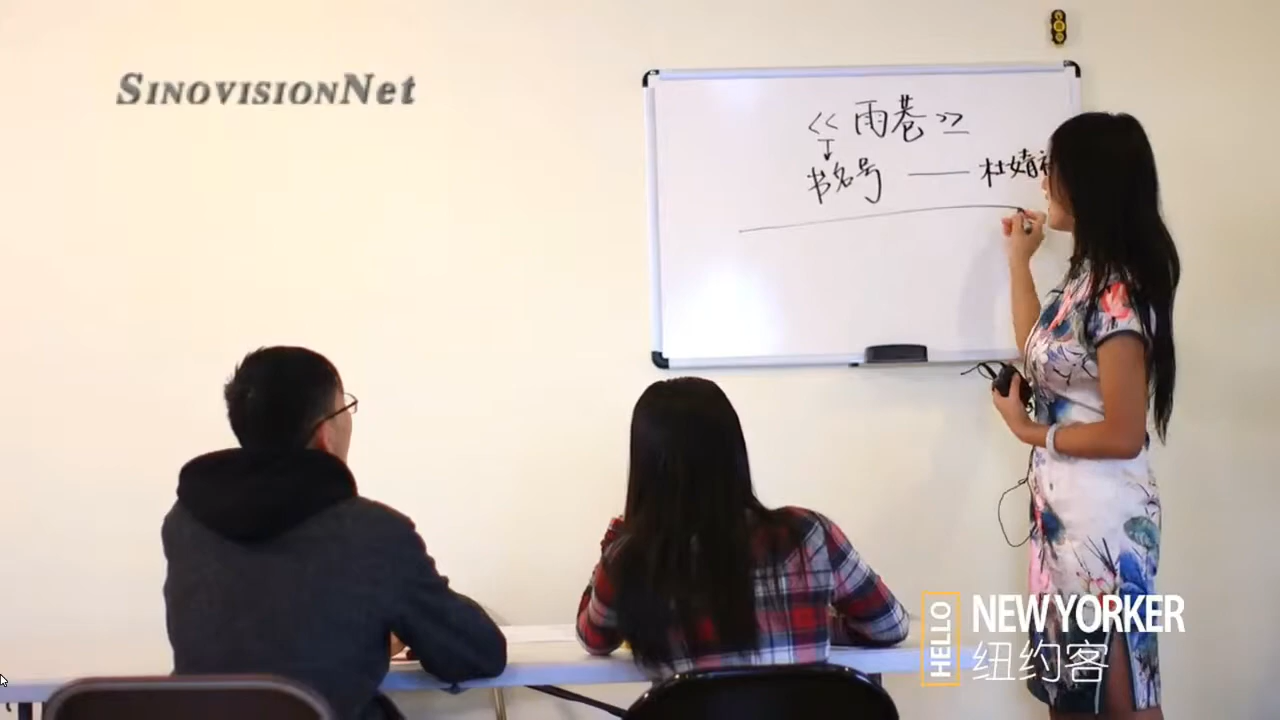 SINOVISIONNet
<<雨巷>>
书名号 —— 杜婧
HELLO
NEW YORKER
纽约客